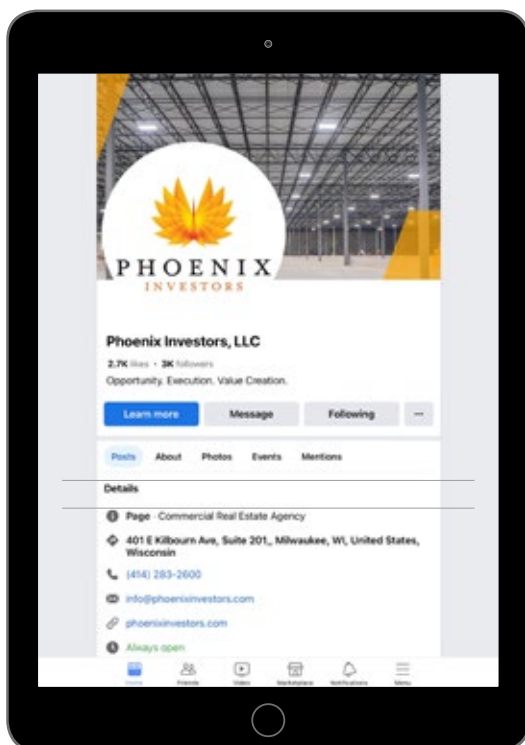 PHOENIX
INVESTORS
Phoenix Investors, LLC
2.7K likes • 3K followers
Opportunity. Execution. Value Creation.
Learn more Message Following ...
Posts About Photos Events Mentions
Details
Page · Commercial Real Estate Agency
401 E Kilbourn Ave, Suite 201,, Milwaukee, WI, United States,
Wisconsin
(414) 283-2600
info@phoenixinvestors.com
phoenixinvestors.com
Always open
Home Friends Video Marketplace Notifications Menu